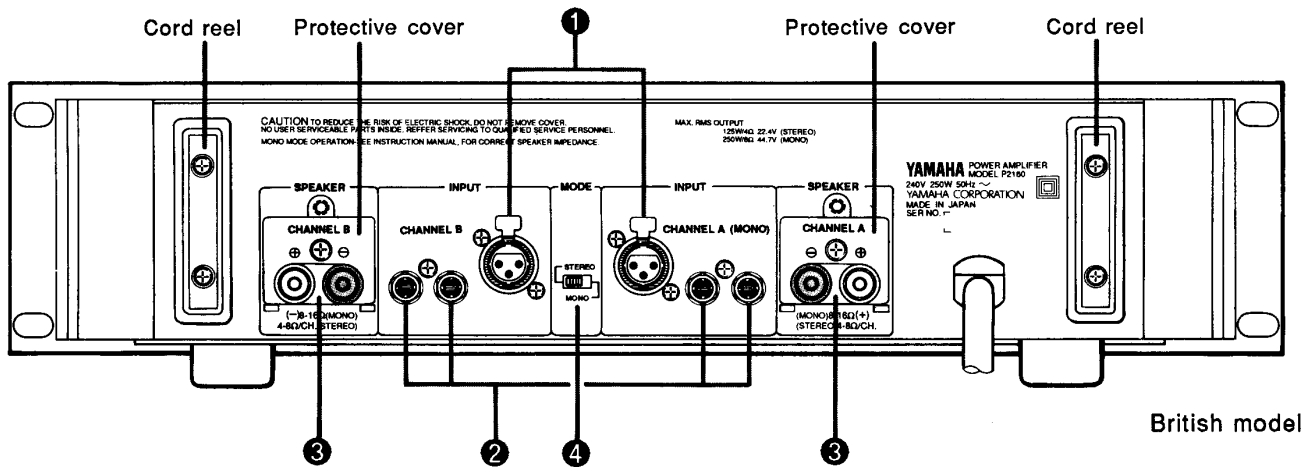 Cord reel
Protective cover
1
Protective cover
Cord reel
CAUTION TO REDUCE THE RISK OF ELECTRIC SHOCK, DO NOT REMOVE COVER.
NO USER SERVICEABLE PARTS INSIDE. REFFER SERVICING TO QUALIFIED SERVICE PERSONNEL.
MONO MODE OPERATION-SEE INSTRUCTION MANUAL, FOR CORRECT SPEAKER IMPEDANCE.
MAX. RMS OUTPUT
125W/4Ω 22.4V (STEREO)
250W/8Ω 44.7V (MONO)
YAMAHA POWER AMPLIFIER
MODEL P2160
240V 250W 50Hz ~
YAMAHA CORPORATION
MADE IN JAPAN
SER NO.
SPEAKER
INPUT
MODE
INPUT
SPEAKER
CHANNEL B
CHANNEL B
CHANNEL A (MONO)
CHANNEL A
⊕ ⊖
⊖ ⊕
STEREO
MONO
(−)8-16Ω(MONO)
4-8Ω/CH.(STEREO)
(MONO)8-16Ω(+)
(STEREO)4-8Ω/CH.
3
2
4
3
British model